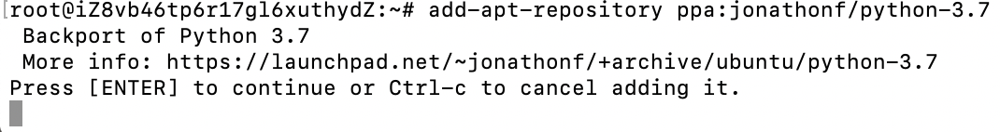 [root@iZ8vb46tp6r17gl6xuthydZ:~# add-apt-repository ppa:jonathonf/python-3.7
 Backport of Python 3.7
 More info: https://launchpad.net/~jonathonf/+archive/ubuntu/python-3.7
Press [ENTER] to continue or Ctrl-c to cancel adding it.